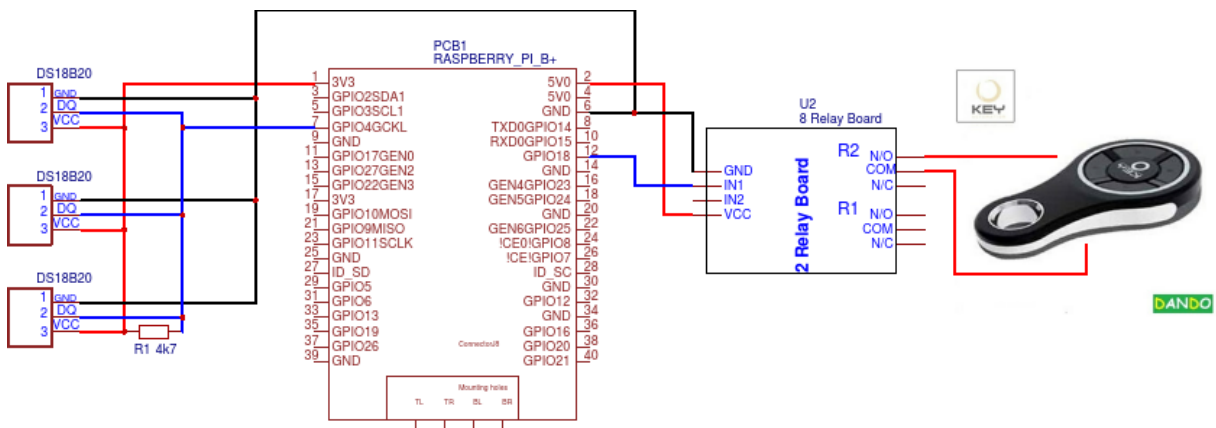 DS18B20
1 GND
2 DQ
3 VCC
DS18B20
1 GND
2 DQ
3 VCC
DS18B20
1 GND
2 DQ
3 VCC
R1 4k7
PCB1
RASPBERRY_PI_B+
1 3V3 5V0 2
3 GPIO2SDA1 5V0 4
5 GPIO3SCL1 GND 6
7 GPIO4GCKL TXD0GPIO14 8
9 GND RXD0GPIO15 10
11 GPIO17GEN0 GPIO18 12
13 GPIO27GEN2 GND 14
15 GPIO22GEN3 GEN4GPIO23 16
17 3V3 GEN5GPIO24 18
19 GPIO10MOSI GND 20
21 GPIO9MISO GEN6GPIO25 22
23 GPIO11SCLK !CE0!GPIO8 24
25 GND !CE!GPIO7 26
27 ID_SD ID_SC 28
29 GPIO5 GND 30
31 GPIO6 GPIO12 32
33 GPIO13 GND 34
35 GPIO19 GPIO16 36
37 GPIO26 GPIO20 38
39 GND GPIO21 40
ConnectorJ8
Mounting holes
TL TR BL BR
U2
8 Relay Board
GND
IN1
IN2
VCC
2 Relay Board
R2 N/O
COM
N/C
R1 N/O
COM
N/C
KEY
KEY
DANDO